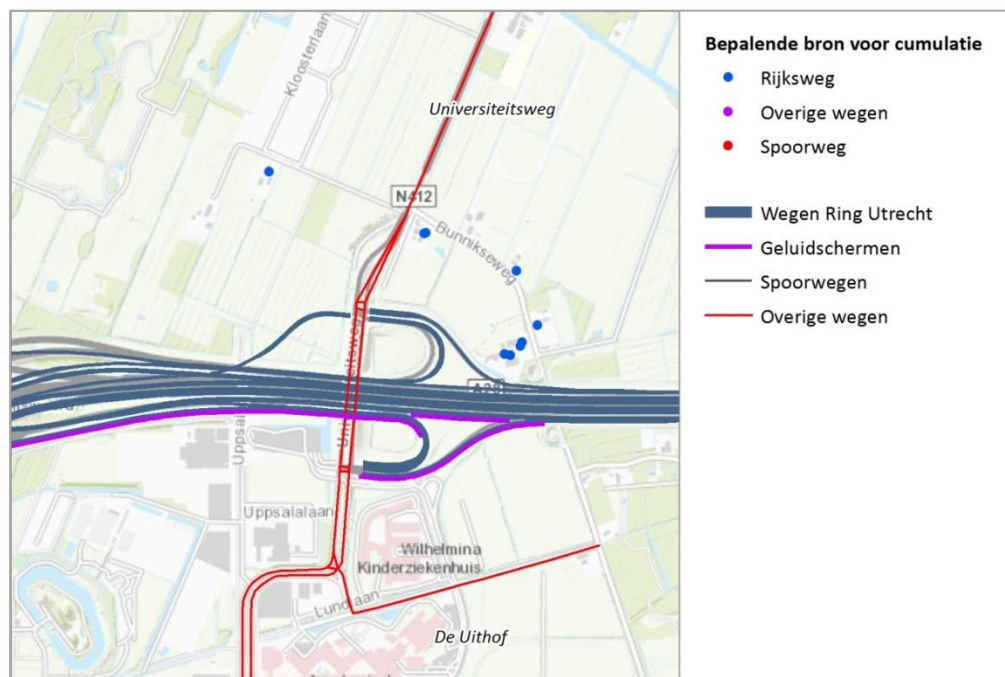 Kloosterlaan
Universiteitsweg
N412
Bunnikseweg
Uppsalalaan
Wilhelmina
Kinderziekenhuis
Lundlaan
De Uithof
Bepalende bron voor cumulatie
Rijksweg
Overige wegen
Spoorweg
Wegen Ring Utrecht
Geluidschermen
Spoorwegen
Overige wegen